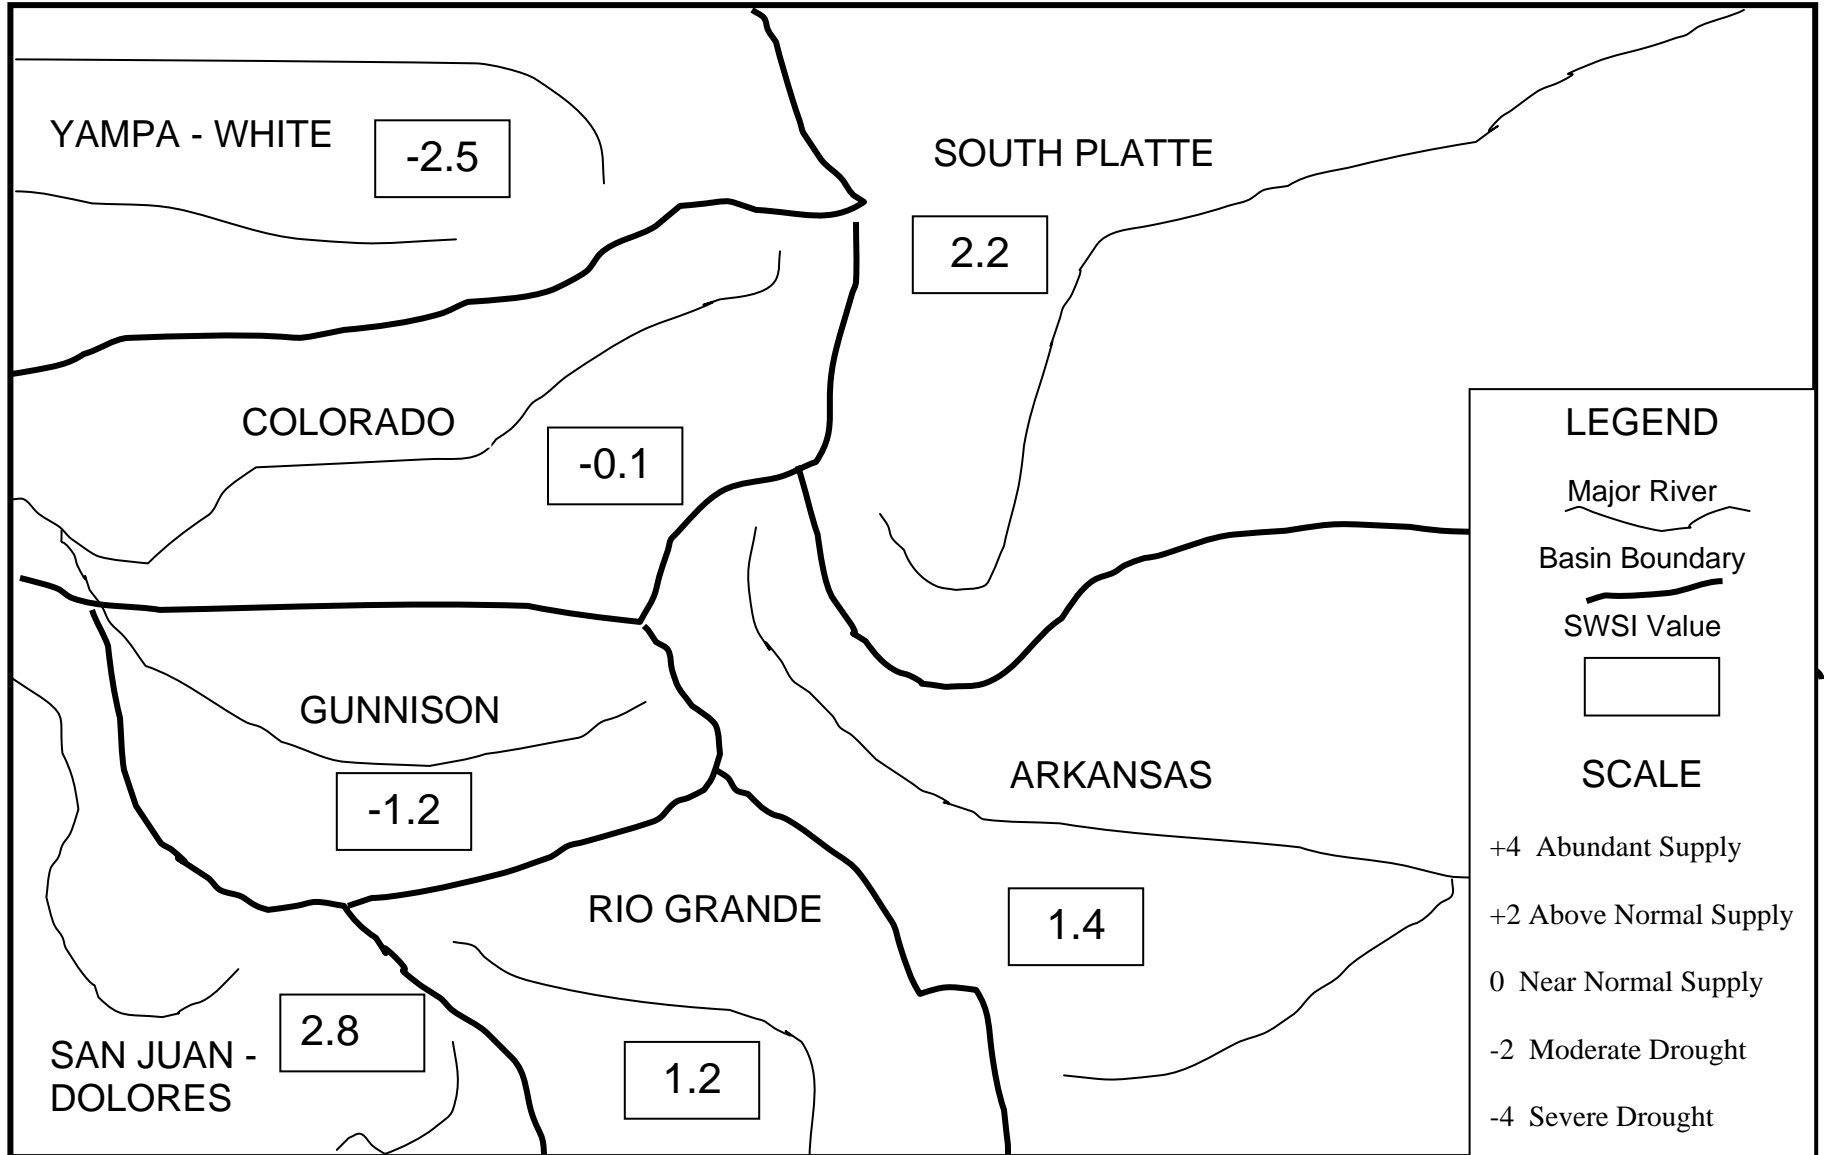 YAMPA - WHITE
-2.5
SOUTH PLATTE
2.2
COLORADO
-0.1
GUNNISON
-1.2
ARKANSAS
1.4
RIO GRANDE
1.2
SAN JUAN -
DOLORES
2.8
LEGEND
Major River
Basin Boundary
SWSI Value
SCALE
+4 Abundant Supply
+2 Above Normal Supply
0 Near Normal Supply
-2 Moderate Drought
-4 Severe Drought